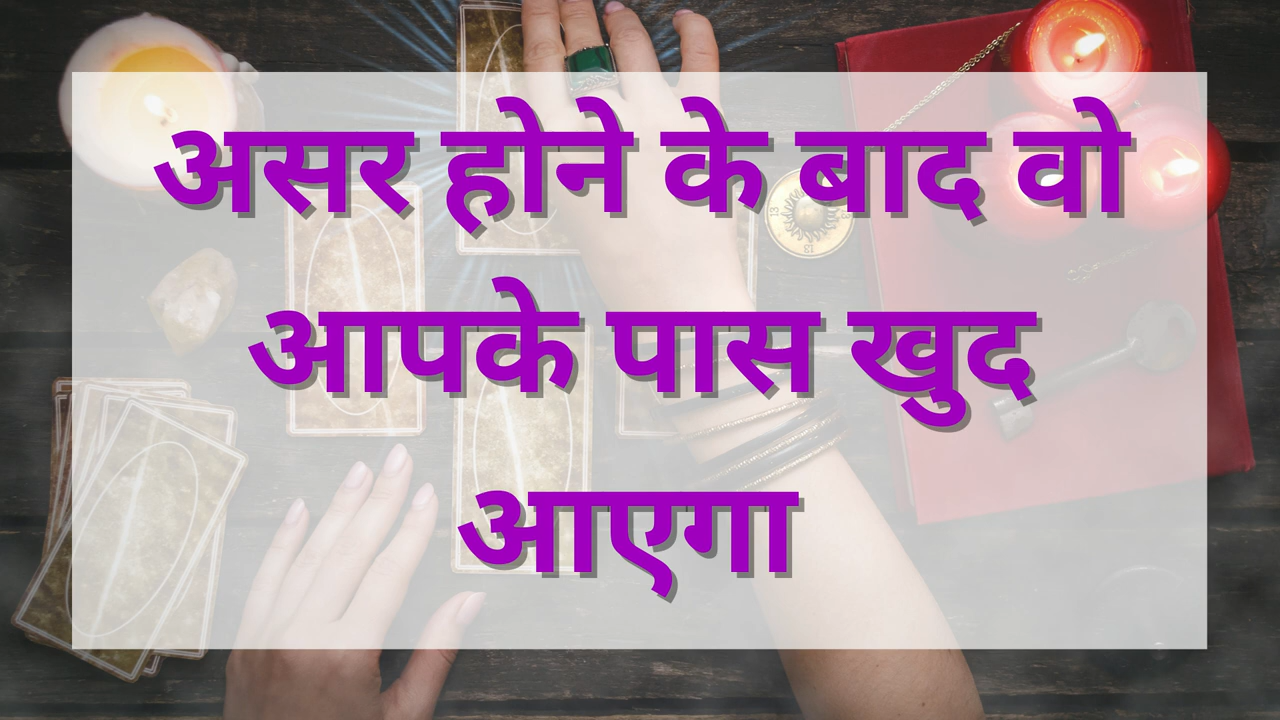 असर होने के बाद वो
आपके पास खुद
आएगा